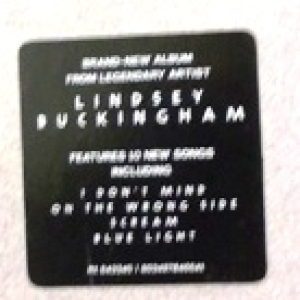 BRAND-NEW ALBUM
FROM LEGENDARY ARTIST
LINDSEY
BUCKINGHAM
FEATURES 10 NEW SONGS
INCLUDING
I DON'T MIND
ON THE WRONG SIDE
SCREAM
BLUE LIGHT